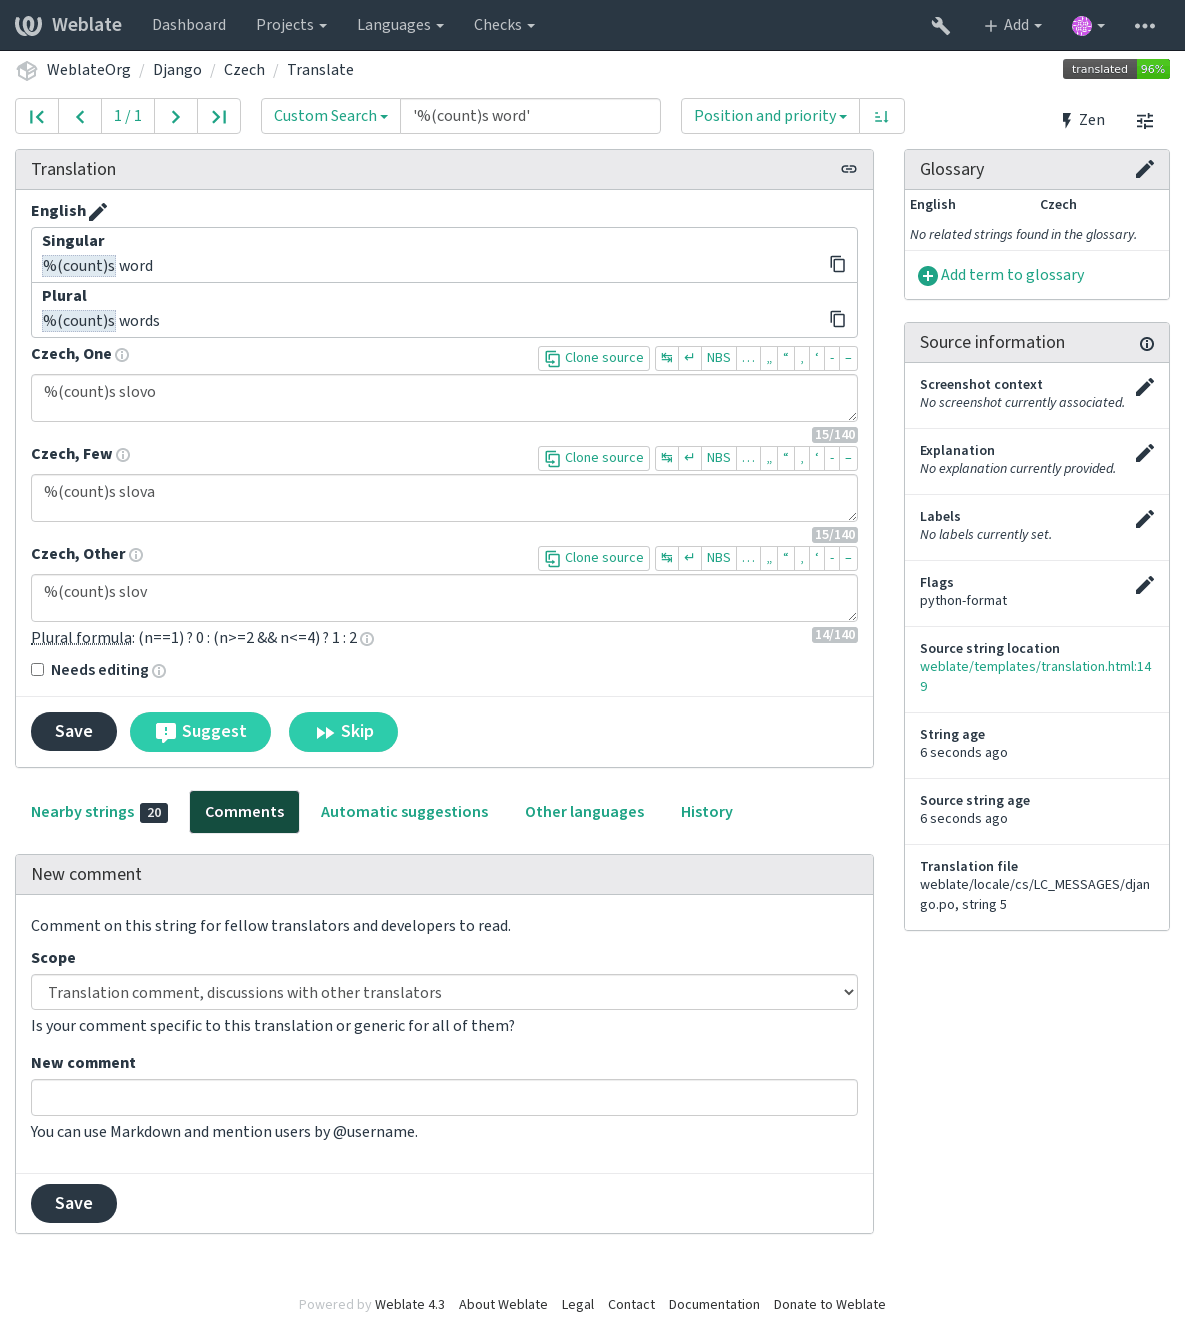 Weblate Dashboard Projects Languages Checks Add
WeblateOrg / Django / Czech / Translate translated 96%
1 / 1 Custom Search '%(count)s word' Position and priority Zen
Translation
English
Singular
%(count)s word
Plural
%(count)s words
Czech, One Clone source ↹ ↵ NBS … „ “ ‚ ‘ - –
%(count)s slovo
15/140
Czech, Few Clone source ↹ ↵ NBS … „ “ ‚ ‘ - –
%(count)s slova
15/140
Czech, Other Clone source ↹ ↵ NBS … „ “ ‚ ‘ - –
%(count)s slov
Plural formula: (n==1) ? 0 : (n>=2 && n<=4) ? 1 : 2 14/140
Needs editing
Save Suggest Skip
Nearby strings 20 Comments Automatic suggestions Other languages History
New comment
Comment on this string for fellow translators and developers to read.
Scope
Translation comment, discussions with other translators
Is your comment specific to this translation or generic for all of them?
New comment
You can use Markdown and mention users by @username.
Save
Glossary
English Czech
No related strings found in the glossary.
Add term to glossary
Source information
Screenshot context
No screenshot currently associated.
Explanation
No explanation currently provided.
Labels
No labels currently set.
Flags
python-format
Source string location
weblate/templates/translation.html:14
9
String age
6 seconds ago
Source string age
6 seconds ago
Translation file
weblate/locale/cs/LC_MESSAGES/djan
go.po, string 5
Powered by Weblate 4.3 About Weblate Legal Contact Documentation Donate to Weblate